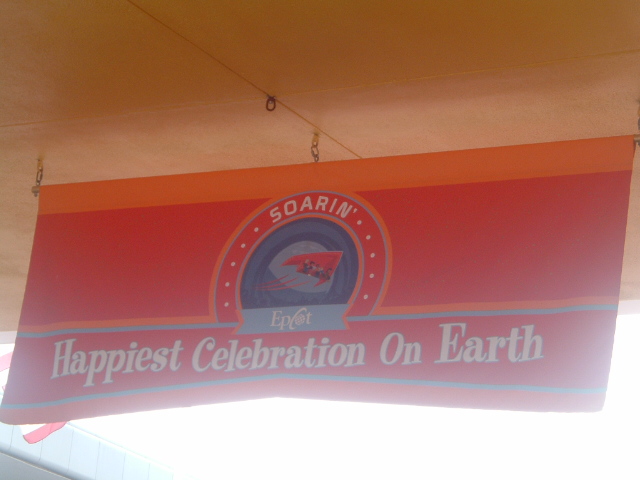 SOARIN'
Epcot
Happiest Celebration On Earth